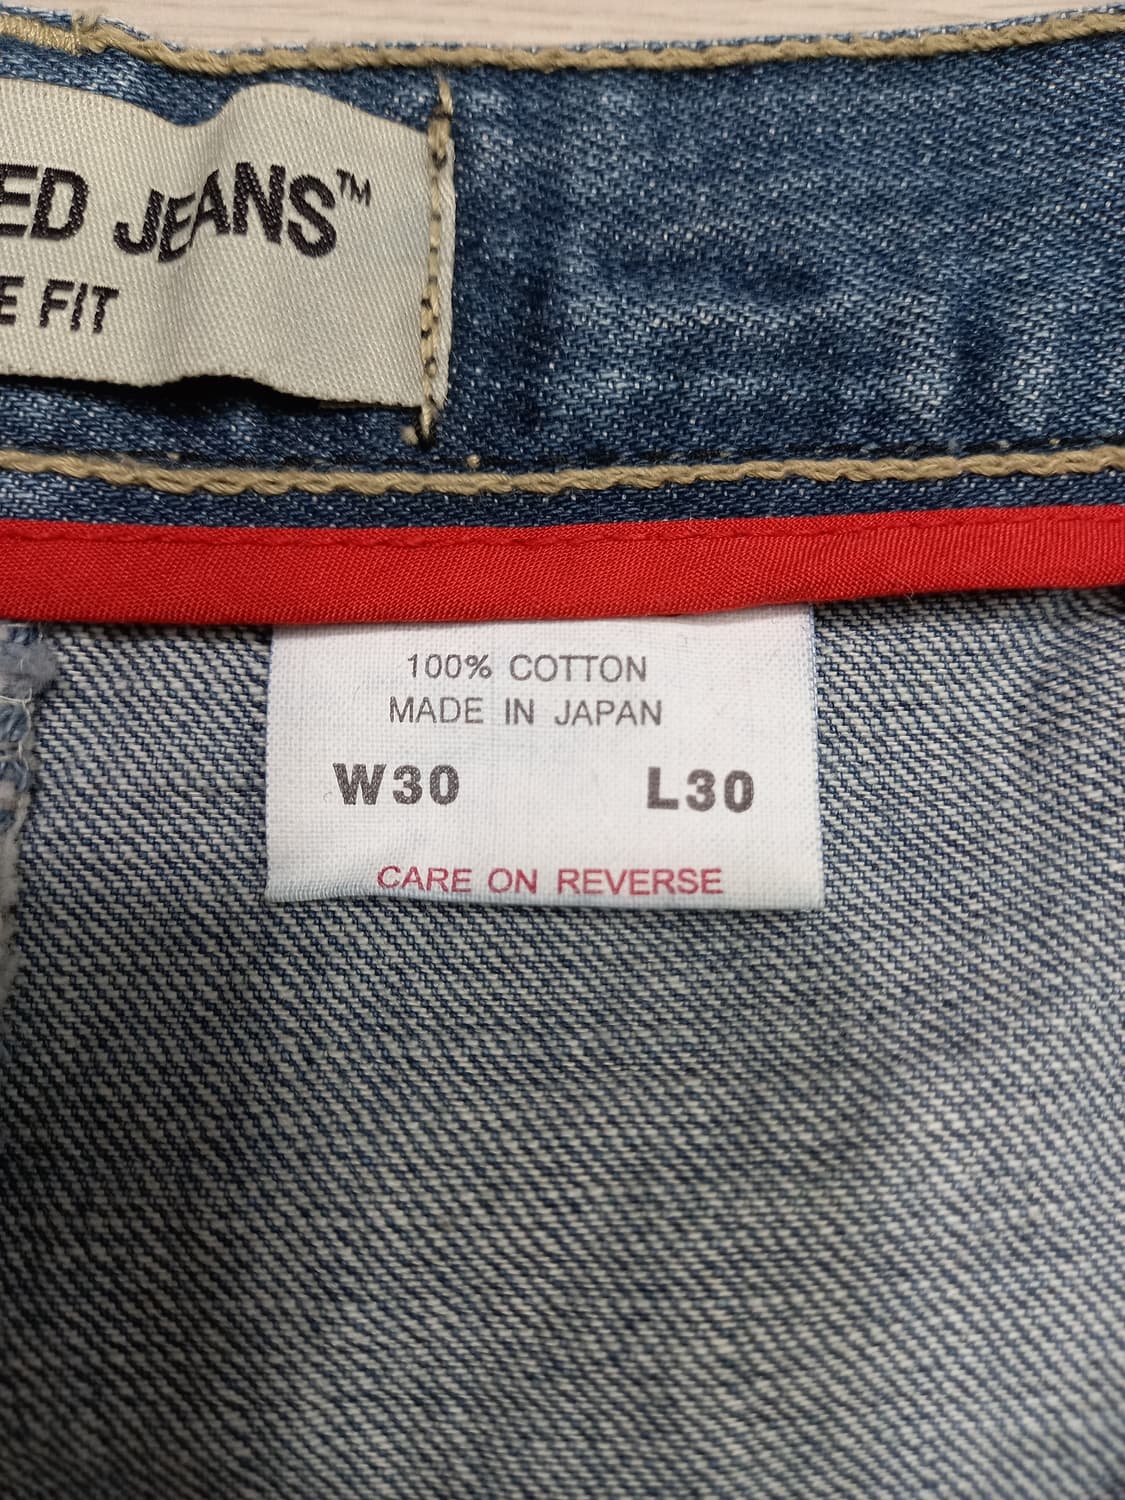 ED JEANS™
E FIT
100% COTTON
MADE IN JAPAN
W30 L30
CARE ON REVERSE